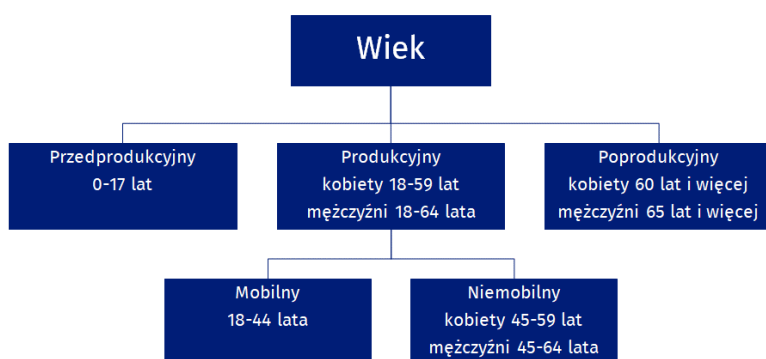 Wiek
Przedprodukcyjny
0-17 lat
Produkcyjny
kobiety 18-59 lat
mężczyźni 18-64 lata
Poprodukcyjny
kobiety 60 lat i więcej
mężczyźni 65 lat i więcej
Mobilny
18-44 lata
Niemobilny
kobiety 45-59 lat
mężczyźni 45-64 lata